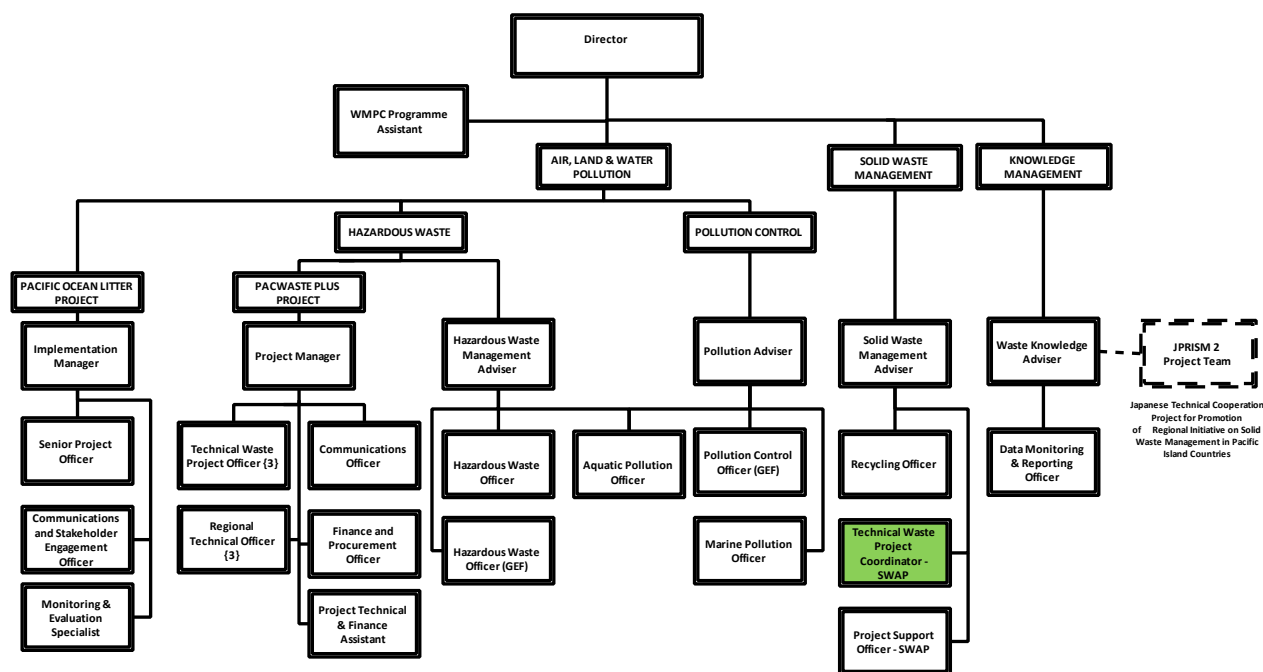 Director
WMPC Programme
Assistant
AIR, LAND & WATER
POLLUTION
SOLID WASTE
MANAGEMENT
KNOWLEDGE
MANAGEMENT
HAZARDOUS WASTE
POLLUTION CONTROL
PACIFIC OCEAN LITTER
PROJECT
PACWASTE PLUS
PROJECT
Implementation
Manager
Project Manager
Hazardous Waste
Management
Adviser
Pollution Adviser
Solid Waste
Management
Adviser
Waste Knowledge
Adviser
JPRISM 2
Project Team
Japanese Technical Cooperation
Project for Promotion
of Regional Initiative on Solid
Waste Management in Pacific
Island Countries
Senior Project
Officer
Technical Waste
Project Officer {3}
Communications
Officer
Hazardous Waste
Officer
Aquatic Pollution
Officer
Pollution Control
Officer (GEF)
Recycling Officer
Data Monitoring
& Reporting
Officer
Communications
and Stakeholder
Engagement
Officer
Regional
Technical Officer
{3}
Finance and
Procurement
Officer
Hazardous Waste
Officer (GEF)
Marine Pollution
Officer
Technical Waste
Project
Coordinator -
SWAP
Monitoring &
Evaluation
Specialist
Project Technical
& Finance
Assistant
Project Support
Officer - SWAP